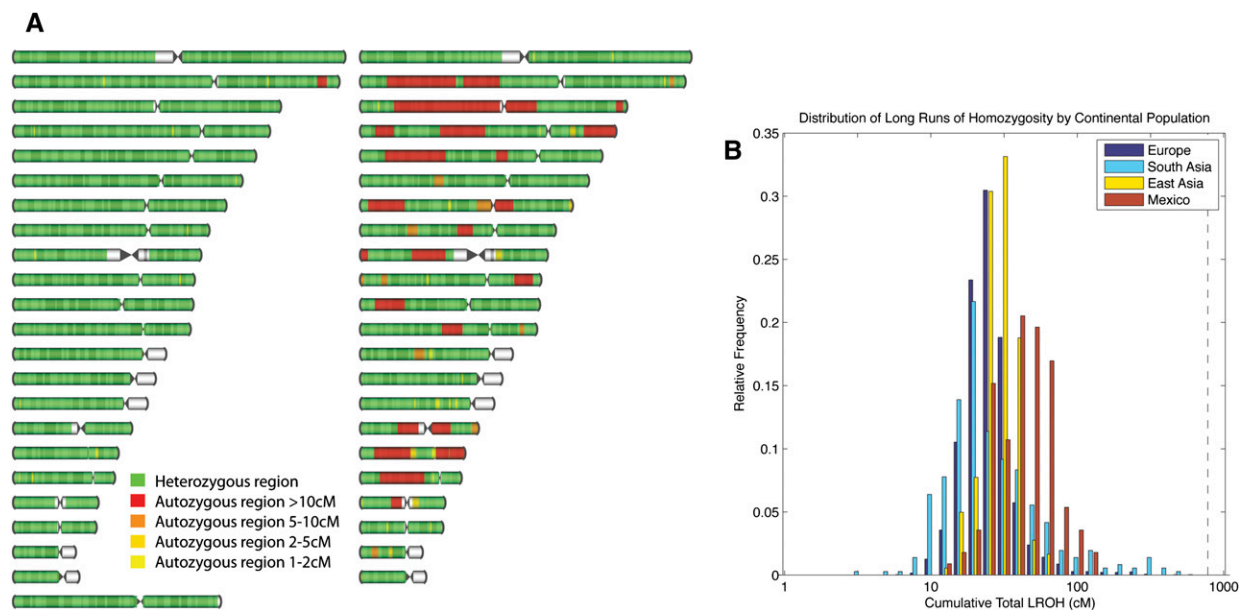 A
Heterozygous region
Autozygous region >10cM
Autozygous region 5-10cM
Autozygous region 2-5cM
Autozygous region 1-2cM
B
Distribution of Long Runs of Homozygosity by Continental Population
0.35
0.3
0.25
0.2
0.15
0.1
0.05
0
Relative Frequency
Europe
South Asia
East Asia
Mexico
1
10
100
1000
Cumulative Total LROH (cM)